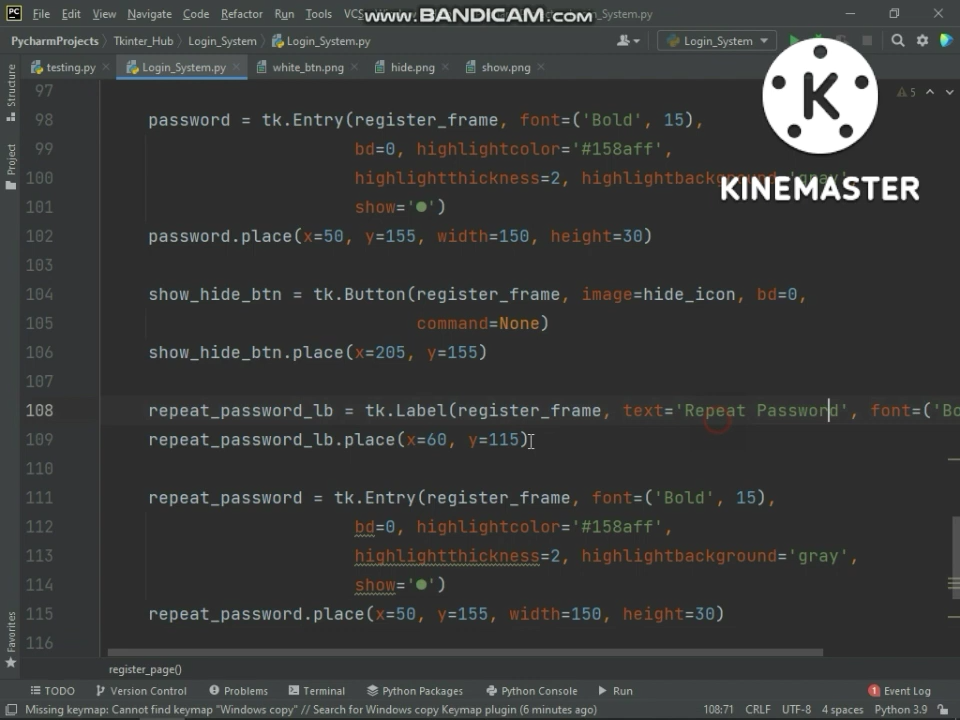 PC File Edit View Navigate Code Refactor Run Tools VCS www.BANDICAM.com _System.py
PycharmProjects Tkinter_Hub Login_System Login_System.py Login_System
testing.py Login_System.py white_btn.png hide.png show.png
K
KINEMASTER
5
97
98 password = tk.Entry(register_frame, font=('Bold', 15),
99 bd=0, highlightcolor='#158aff',
100 highlightthickness=2, highlightbackground='gray',
101 show='●')
102 password.place(x=50, y=155, width=150, height=30)
103
104 show_hide_btn = tk.Button(register_frame, image=hide_icon, bd=0,
105 command=None)
106 show_hide_btn.place(x=205, y=155)
107
108 repeat_password_lb = tk.Label(register_frame, text='Repeat Password', font=('Bo
109 repeat_password_lb.place(x=60, y=115)
110
111 repeat_password = tk.Entry(register_frame, font=('Bold', 15),
112 bd=0, highlightcolor='#158aff',
113 highlightthickness=2, highlightbackground='gray',
114 show='●')
115 repeat_password.place(x=50, y=155, width=150, height=30)
116
Structure
Project
Favorites
register_page()
TODO Version Control Problems Terminal Python Packages Python Console Run 1 Event Log
Missing keymap: Cannot find keymap "Windows copy" // Search for Windows copy Keymap plugin (6 minutes ago) 108:71 CRLF UTF-8 4 spaces Python 3.9